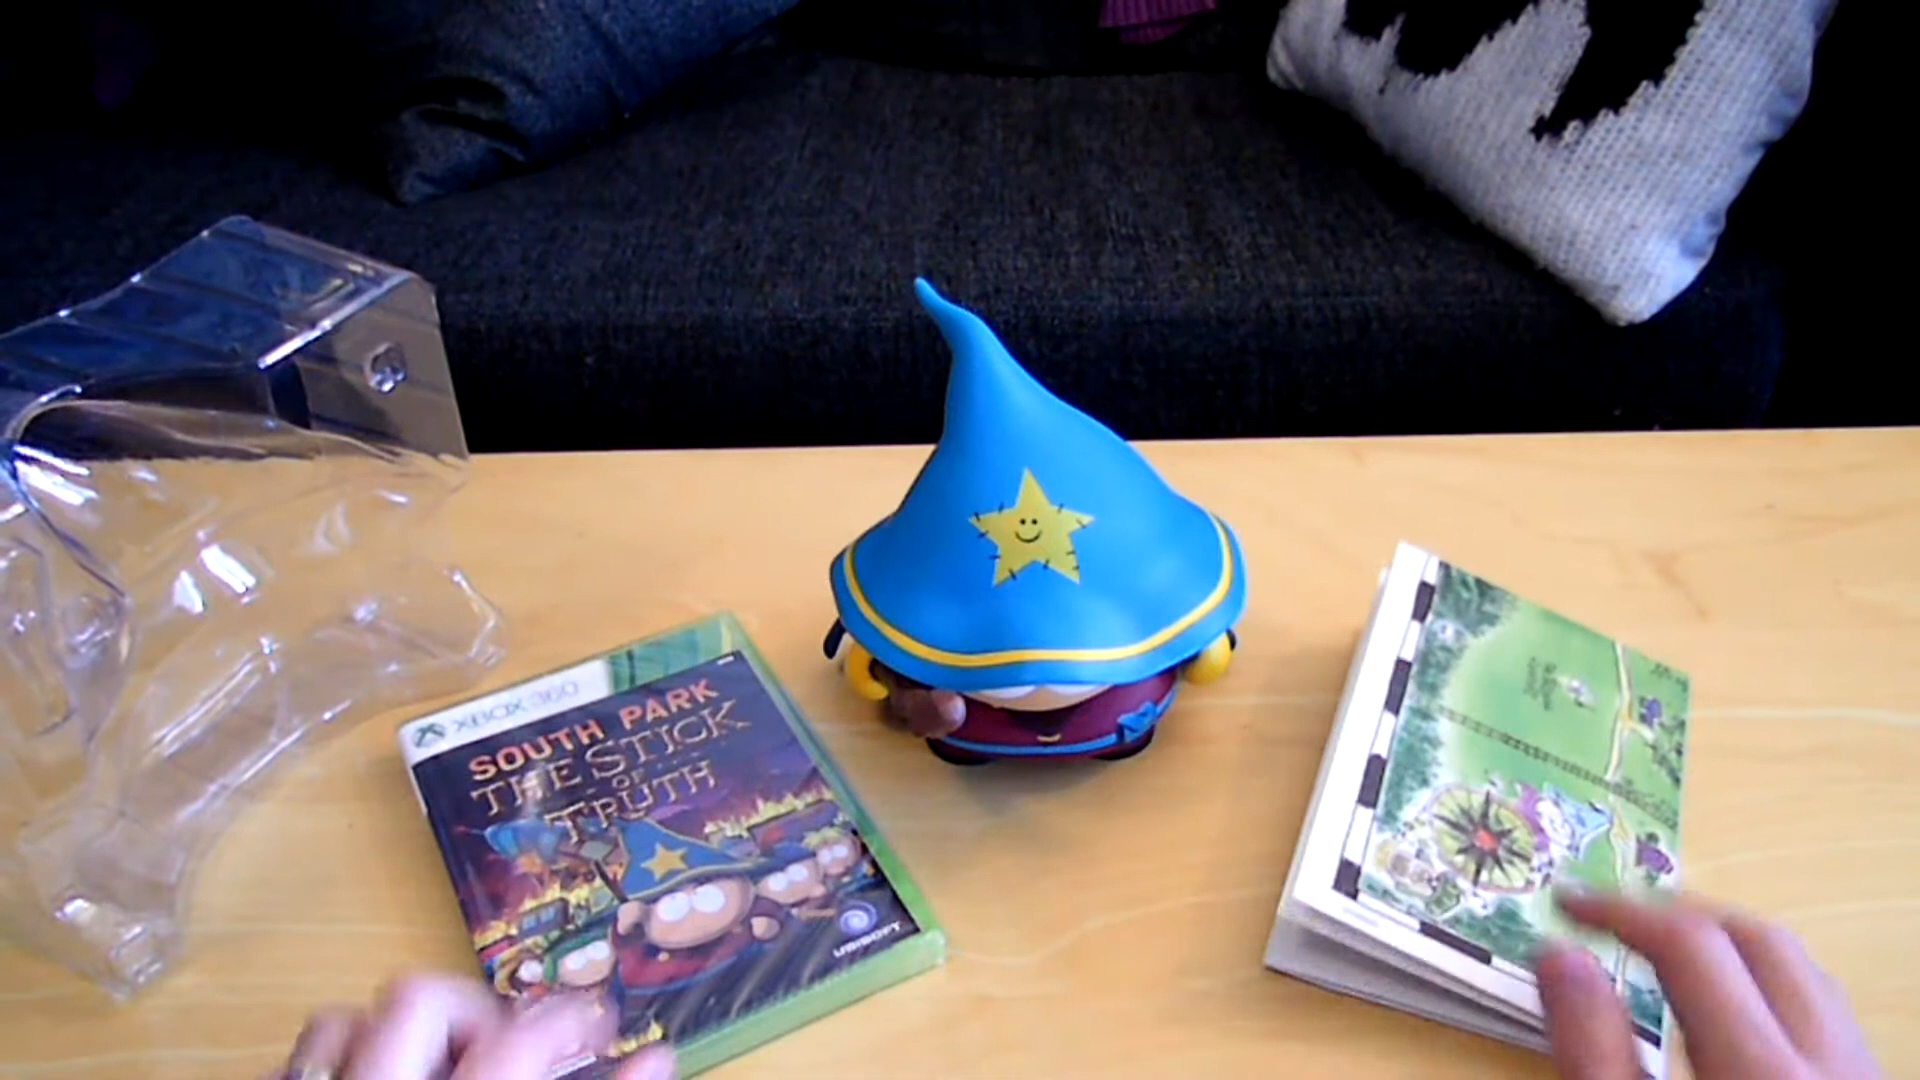 XBOX 360
SOUTH PARK
THE STICK
OF
TRUTH
UBISOFT